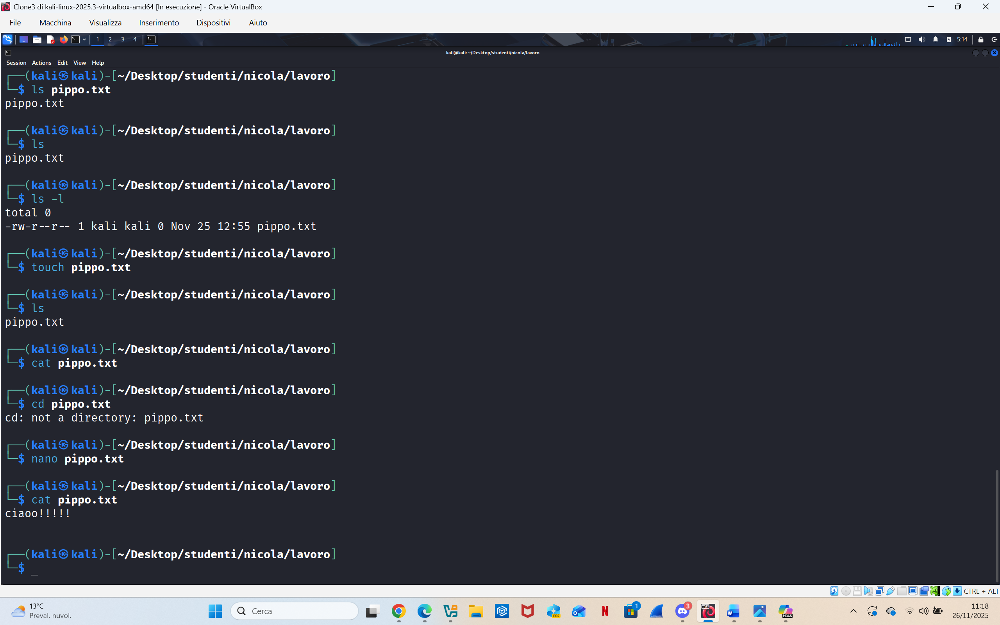 Clone3 di kali-linux-2025.3-virtualbox-amd64 [In esecuzione] - Oracle VirtualBox
File Macchina Visualizza Inserimento Dispositivi Aiuto
1 2 3 4 5:14
kali@kali: ~/Desktop/studenti/nicola/lavoro
Session Actions Edit View Help
┌──(kali㉿kali)-[~/Desktop/studenti/nicola/lavoro]
└─$ ls pippo.txt
pippo.txt
┌──(kali㉿kali)-[~/Desktop/studenti/nicola/lavoro]
└─$ ls
pippo.txt
┌──(kali㉿kali)-[~/Desktop/studenti/nicola/lavoro]
└─$ ls -l
total 0
-rw-r--r-- 1 kali kali 0 Nov 25 12:55 pippo.txt
┌──(kali㉿kali)-[~/Desktop/studenti/nicola/lavoro]
└─$ touch pippo.txt
┌──(kali㉿kali)-[~/Desktop/studenti/nicola/lavoro]
└─$ ls
pippo.txt
┌──(kali㉿kali)-[~/Desktop/studenti/nicola/lavoro]
└─$ cat pippo.txt
┌──(kali㉿kali)-[~/Desktop/studenti/nicola/lavoro]
└─$ cd pippo.txt
cd: not a directory: pippo.txt
┌──(kali㉿kali)-[~/Desktop/studenti/nicola/lavoro]
└─$ nano pippo.txt
┌──(kali㉿kali)-[~/Desktop/studenti/nicola/lavoro]
└─$ cat pippo.txt
ciaoo!!!!!
┌──(kali㉿kali)-[~/Desktop/studenti/nicola/lavoro]
└─$ _
CTRL + ALT
13°C
Preval. nuvol.
Cerca
PRE
1
3
x64
M365
11:18
26/11/2025